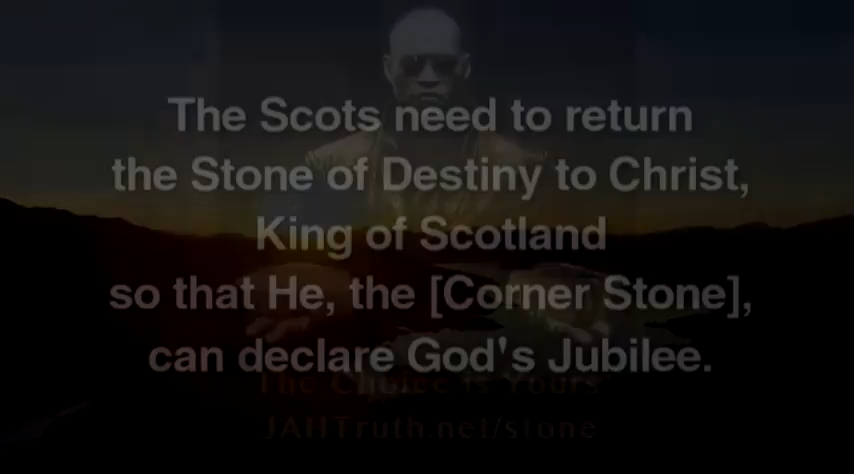 The Scots need to return
the Stone of Destiny to Christ,
King of Scotland
so that He, the [Corner Stone],
can declare God's Jubilee.
The Choice is Yours
JAHTruth.net/stone